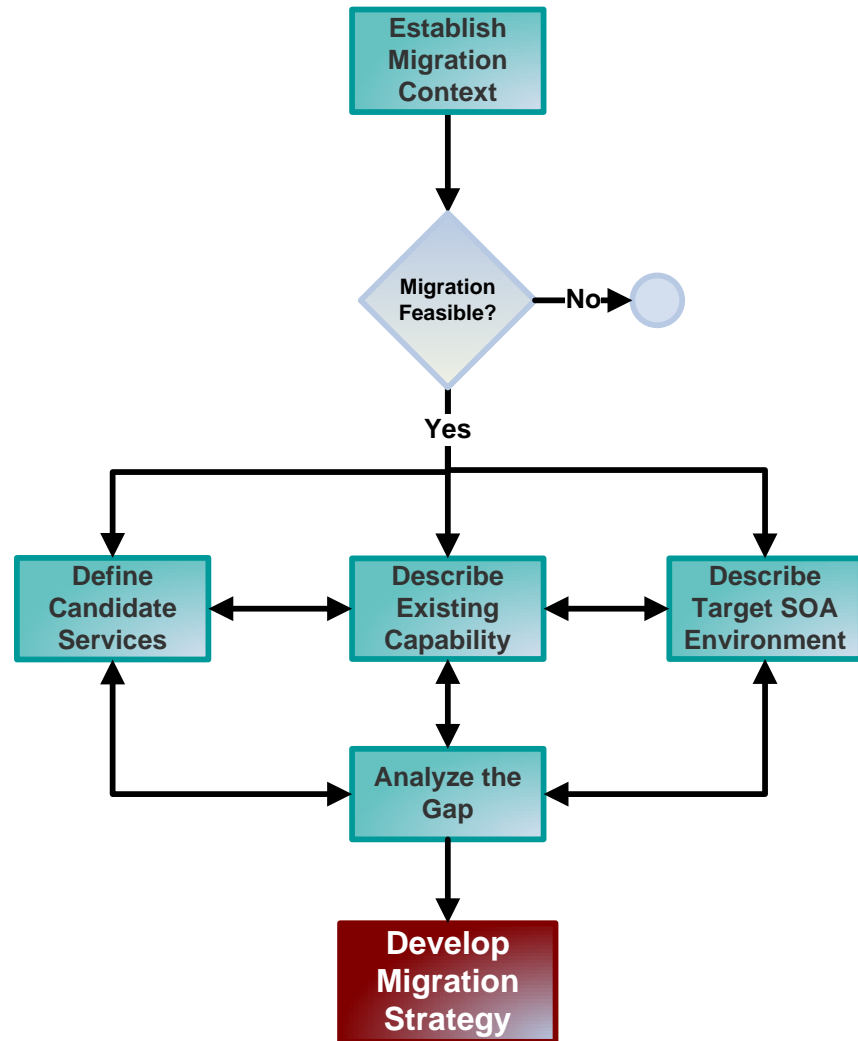 Establish
Migration
Context
Migration
Feasible?
No
Yes
Define
Candidate
Services
Describe
Existing
Capability
Describe
Target SOA
Environment
Analyze the
Gap
Develop
Migration
Strategy